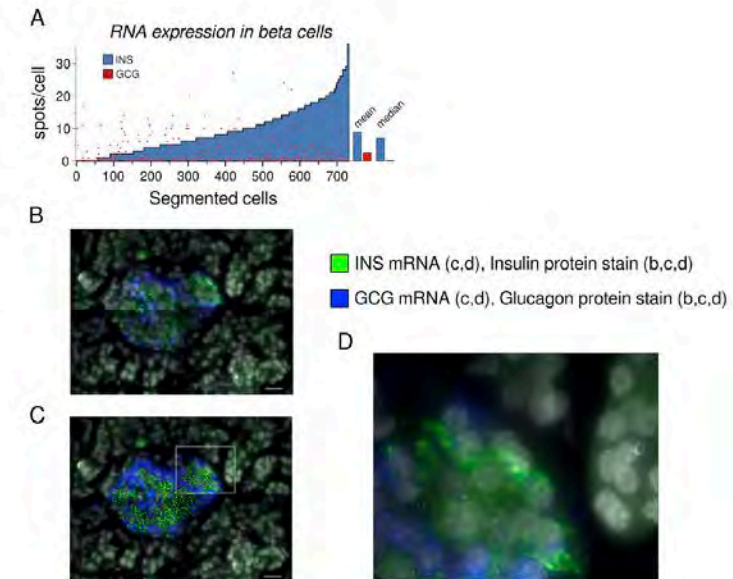 A
RNA expression in beta cells
INS
GCG
spots/cell
30
20
10
0
0 100 200 300 400 500 600 700
mean
median
Segmented cells
B
INS mRNA (c,d), Insulin protein stain (b,c,d)
GCG mRNA (c,d), Glucagon protein stain (b,c,d)
C
D